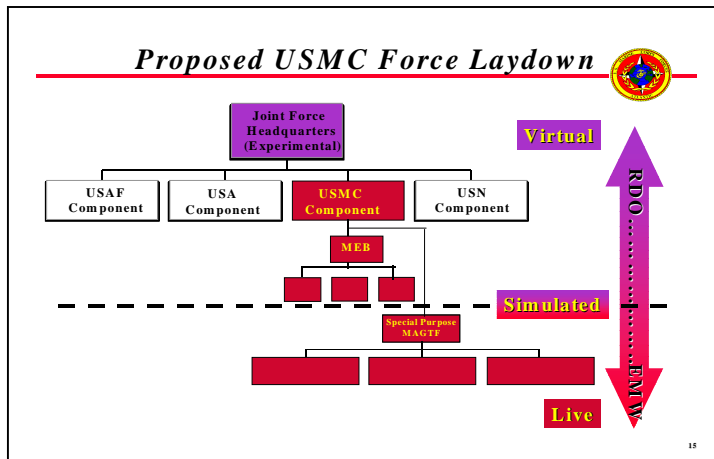 Proposed USMC Force Laydown
Joint Force
Headquarters
(Experimental)
Virtual
USAF
Component
USA
Component
USMC
Component
USN
Component
MEB
Simulated
Special Purpose
MAGTF
Live
RDO……………………EMW
15